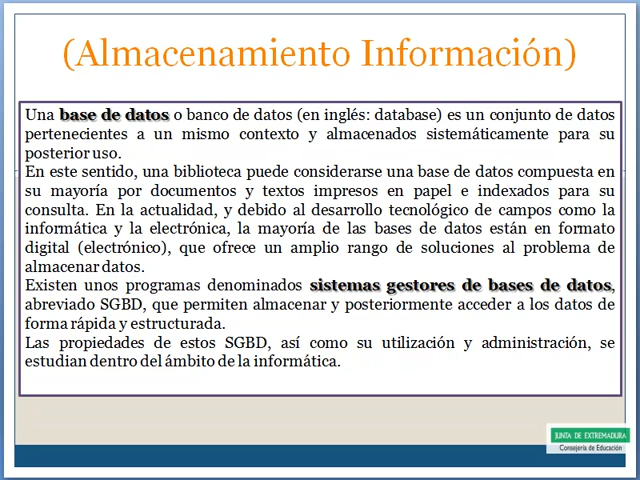 (Almacenamiento Información)
Una base de datos o banco de datos (en inglés: database) es un conjunto de datos
pertenecientes a un mismo contexto y almacenados sistemáticamente para su
posterior uso.
En este sentido, una biblioteca puede considerarse una base de datos compuesta en
su mayoría por documentos y textos impresos en papel e indexados para su
consulta. En la actualidad, y debido al desarrollo tecnológico de campos como la
informática y la electrónica, la mayoría de las bases de datos están en formato
digital (electrónico), que ofrece un amplio rango de soluciones al problema de
almacenar datos.
Existen unos programas denominados sistemas gestores de bases de datos,
abreviado SGBD, que permiten almacenar y posteriormente acceder a los datos de
forma rápida y estructurada.
Las propiedades de estos SGBD, así como su utilización y administración, se
estudian dentro del ámbito de la informática.
JUNTA DE EXTREMADURA
Consejería de Educación